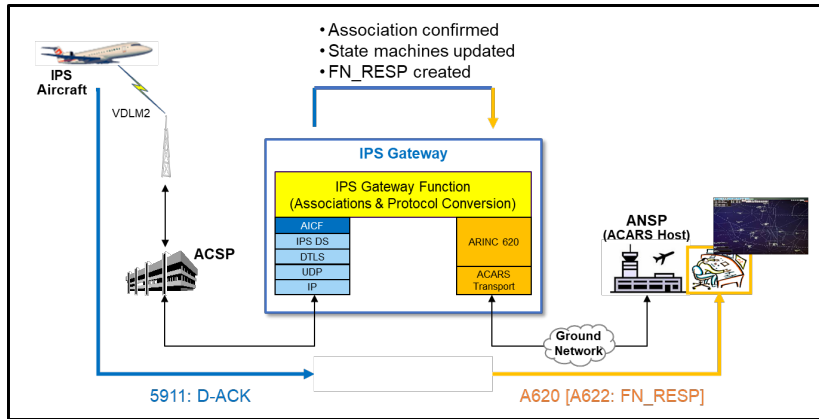 • Association confirmed
• State machines updated
• FN_RESP created
IPS
Aircraft
VDLM2
IPS Gateway
IPS Gateway Function
(Associations & Protocol Conversion)
AICF
IPS DS
DTLS
UDP
IP
ARINC 620
ACARS
Transport
ACSP
ANSP
(ACARS Host)
Ground
Network
5911: D-ACK
A620 [A622: FN_RESP]